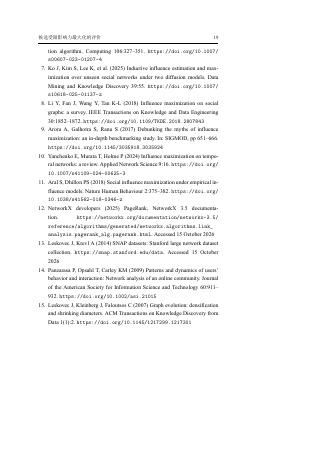 候选受限影响力最大化的评价 19
tion algorithm. Computing 106:327–351. https://doi.org/10.1007/
s00607-023-01207-4
7. Ko J, Kim S, Lee K, et al. (2025) Inductive influence estimation and max-
imization over unseen social networks under two diffusion models. Data
Mining and Knowledge Discovery 39:55. https://doi.org/10.1007/
s10618-025-01137-z
8. Li Y, Fan J, Wang Y, Tan K-L (2018) Influence maximization on social
graphs: a survey. IEEE Transactions on Knowledge and Data Engineering
30:1852–1872. https://doi.org/10.1109/TKDE.2018.2807843
9. Arora A, Galhotra S, Ranu S (2017) Debunking the myths of influence
maximization: an in-depth benchmarking study. In: SIGMOD, pp 651–666.
https://doi.org/10.1145/3035918.3035924
10. Yanchenko E, Murata T, Holme P (2024) Influence maximization on tempo-
ral networks: a review. Applied Network Science 9:16. https://doi.org/
10.1007/s41109-024-00625-3
11. Aral S, Dhillon PS (2018) Social influence maximization under empirical in-
fluence models. Nature Human Behaviour 2:375–382. https://doi.org/
10.1038/s41562-018-0346-z
12. NetworkX developers (2025) PageRank, NetworkX 3.5 documenta-
tion. https://networkx.org/documentation/networkx-3.5/
reference/algorithms/generated/networkx.algorithms.link_
analysis.pagerank_alg.pagerank.html. Accessed 15 October 2026
13. Leskovec J, Krevl A (2014) SNAP datasets: Stanford large network dataset
collection. https://snap.stanford.edu/data. Accessed 15 October
2026
14. Panzarasa P, Opsahl T, Carley KM (2009) Patterns and dynamics of users'
behavior and interaction: Network analysis of an online community. Journal
of the American Society for Information Science and Technology 60:911–
932. https://doi.org/10.1002/asi.21015
15. Leskovec J, Kleinberg J, Faloutsos C (2007) Graph evolution: densification
and shrinking diameters. ACM Transactions on Knowledge Discovery from
Data 1(1):2. https://doi.org/10.1145/1217299.1217301